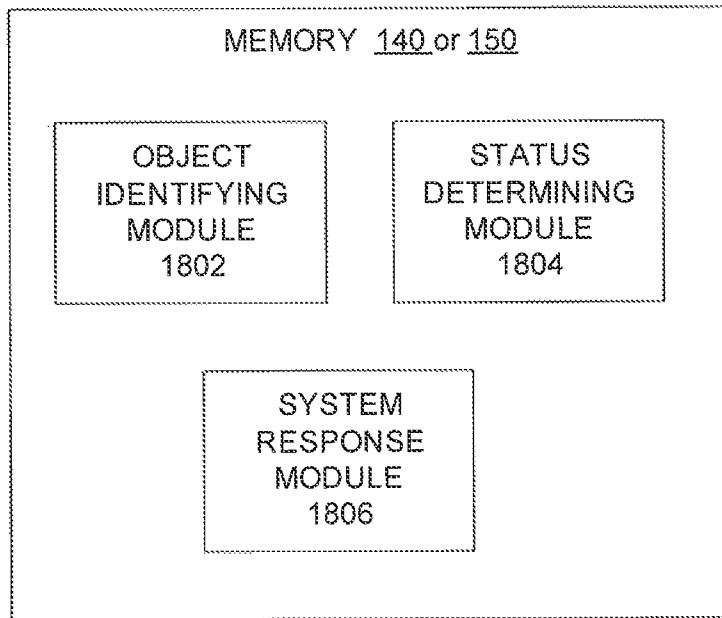 MEMORY 140 or 150
OBJECT
IDENTIFYING
MODULE
1802
STATUS
DETERMINING
MODULE
1804
SYSTEM
RESPONSE
MODULE
1806